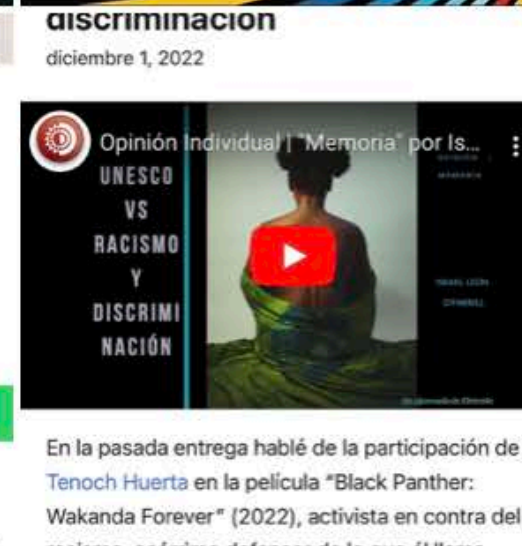 discriminación
diciembre 1, 2022
Opinión Individual | "Memoria" por Is...
UNESCO
VS
RACISMO
Y
DISCRIMI
NACIÓN
En la pasada entrega hablé de la participación de
Tenoch Huerta en la película "Black Panther:
Wakanda Forever" (2022), activista en contra del